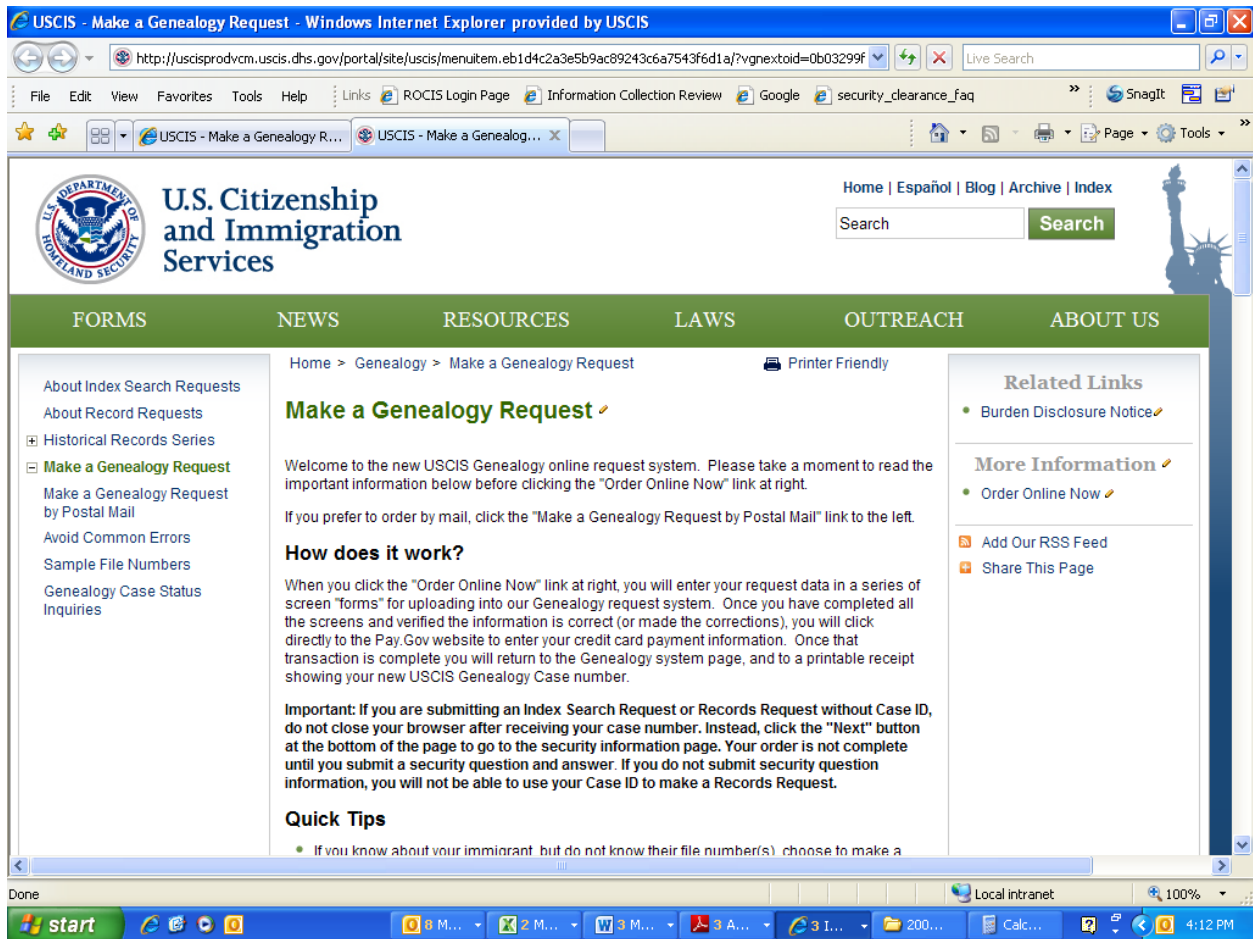 USCIS - Make a Genealogy Request - Windows Internet Explorer provided by USCIS
http://uscisprodvcm.uscis.dhs.gov/portal/site/uscis/menuitem.eb1d4c2a3e5b9ac89243c6a7543f6d1a/?vgnextoid=0b03299f
Live Search
File Edit View Favorites Tools Help Links ROCIS Login Page Information Collection Review Google security_clearance_faq » SnagIt
USCIS - Make a Genealogy R... USCIS - Make a Genealog... Page Tools »
U.S. DEPARTMENT OF HOMELAND SECURITY
U.S. Citizenship
and Immigration
Services
Home | Español | Blog | Archive | Index
Search Search
FORMS NEWS RESOURCES LAWS OUTREACH ABOUT US
About Index Search Requests
About Record Requests
Historical Records Series
Make a Genealogy Request
Make a Genealogy Request
by Postal Mail
Avoid Common Errors
Sample File Numbers
Genealogy Case Status
Inquiries
Home > Genealogy > Make a Genealogy Request Printer Friendly
Make a Genealogy Request
Welcome to the new USCIS Genealogy online request system. Please take a moment to read the
important information below before clicking the "Order Online Now" link at right.
If you prefer to order by mail, click the "Make a Genealogy Request by Postal Mail" link to the left.
How does it work?
When you click the "Order Online Now" link at right, you will enter your request data in a series of
screen "forms" for uploading into our Genealogy request system. Once you have completed all
the screens and verified the information is correct (or made the corrections), you will click
directly to the Pay.Gov website to enter your credit card payment information. Once that
transaction is complete you will return to the Genealogy system page, and to a printable receipt
showing your new USCIS Genealogy Case number.
Important: If you are submitting an Index Search Request or Records Request without Case ID,
do not close your browser after receiving your case number. Instead, click the "Next" button
at the bottom of the page to go to the security information page. Your order is not complete
until you submit a security question and answer. If you do not submit security question
information, you will not be able to use your Case ID to make a Records Request.
Quick Tips
If you know about your immigrant, but do not know their file number(s), choose to make a
Related Links
Burden Disclosure Notice
More Information
Order Online Now
Add Our RSS Feed
Share This Page
Done Local intranet 100%
start 8 M... 2 M... 3 M... 3 A... 3 I... 200... Calc... 4:12 PM